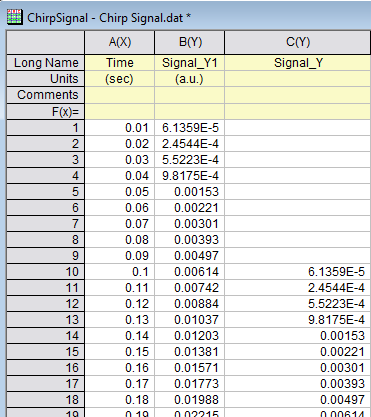 ChirpSignal - Chirp Signal.dat *
A(X) B(Y) C(Y)
Long Name Time Signal_Y1 Signal_Y
Units (sec) (a.u.)
Comments
F(x)=
1 0.01 6.1359E-5
2 0.02 2.4544E-4
3 0.03 5.5223E-4
4 0.04 9.8175E-4
5 0.05 0.00153
6 0.06 0.00221
7 0.07 0.00301
8 0.08 0.00393
9 0.09 0.00497
10 0.1 0.00614 6.1359E-5
11 0.11 0.00742 2.4544E-4
12 0.12 0.00884 5.5223E-4
13 0.13 0.01037 9.8175E-4
14 0.14 0.01203 0.00153
15 0.15 0.01381 0.00221
16 0.16 0.01571 0.00301
17 0.17 0.01773 0.00393
18 0.18 0.01988 0.00497
19 0.19 0.02215 0.00614